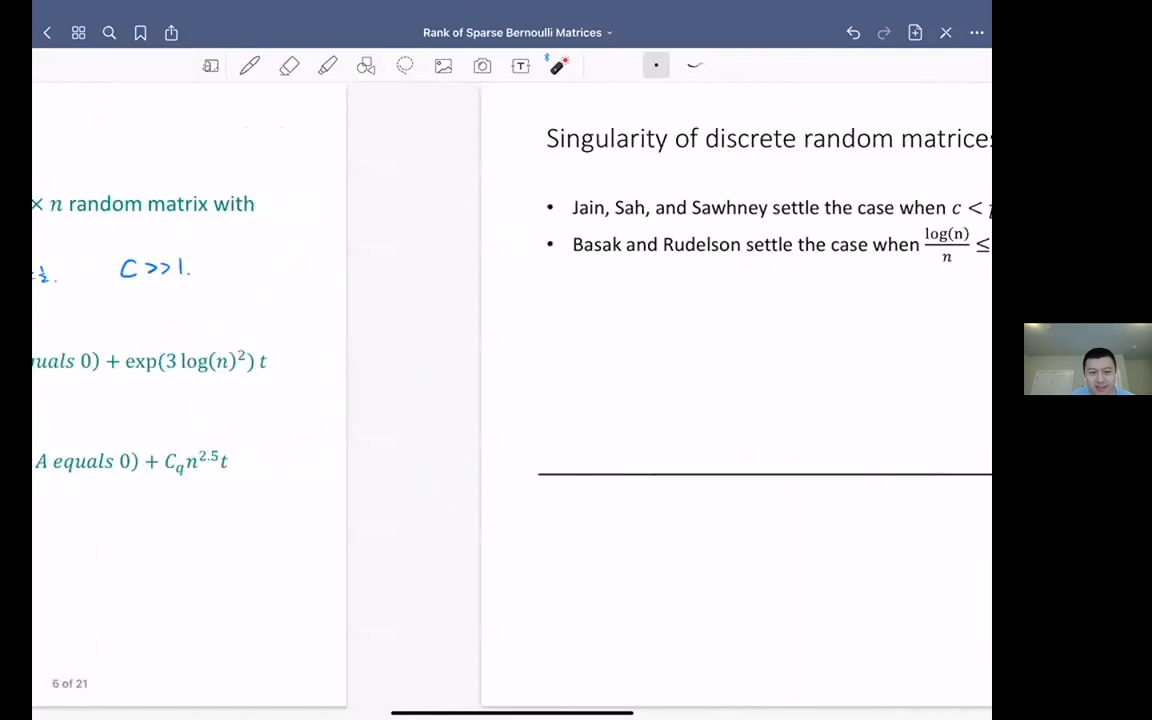 Rank of Sparse Bernoulli Matrices
× n random matrix with
C >> 1.
equals 0) + exp(3 log(n)²) t
A equals 0) + C_q n^2.5 t
6 of 21
Singularity of discrete random matrices
• Jain, Sah, and Sawhney settle the case when c <
• Basak and Rudelson settle the case when log(n)/n ≤